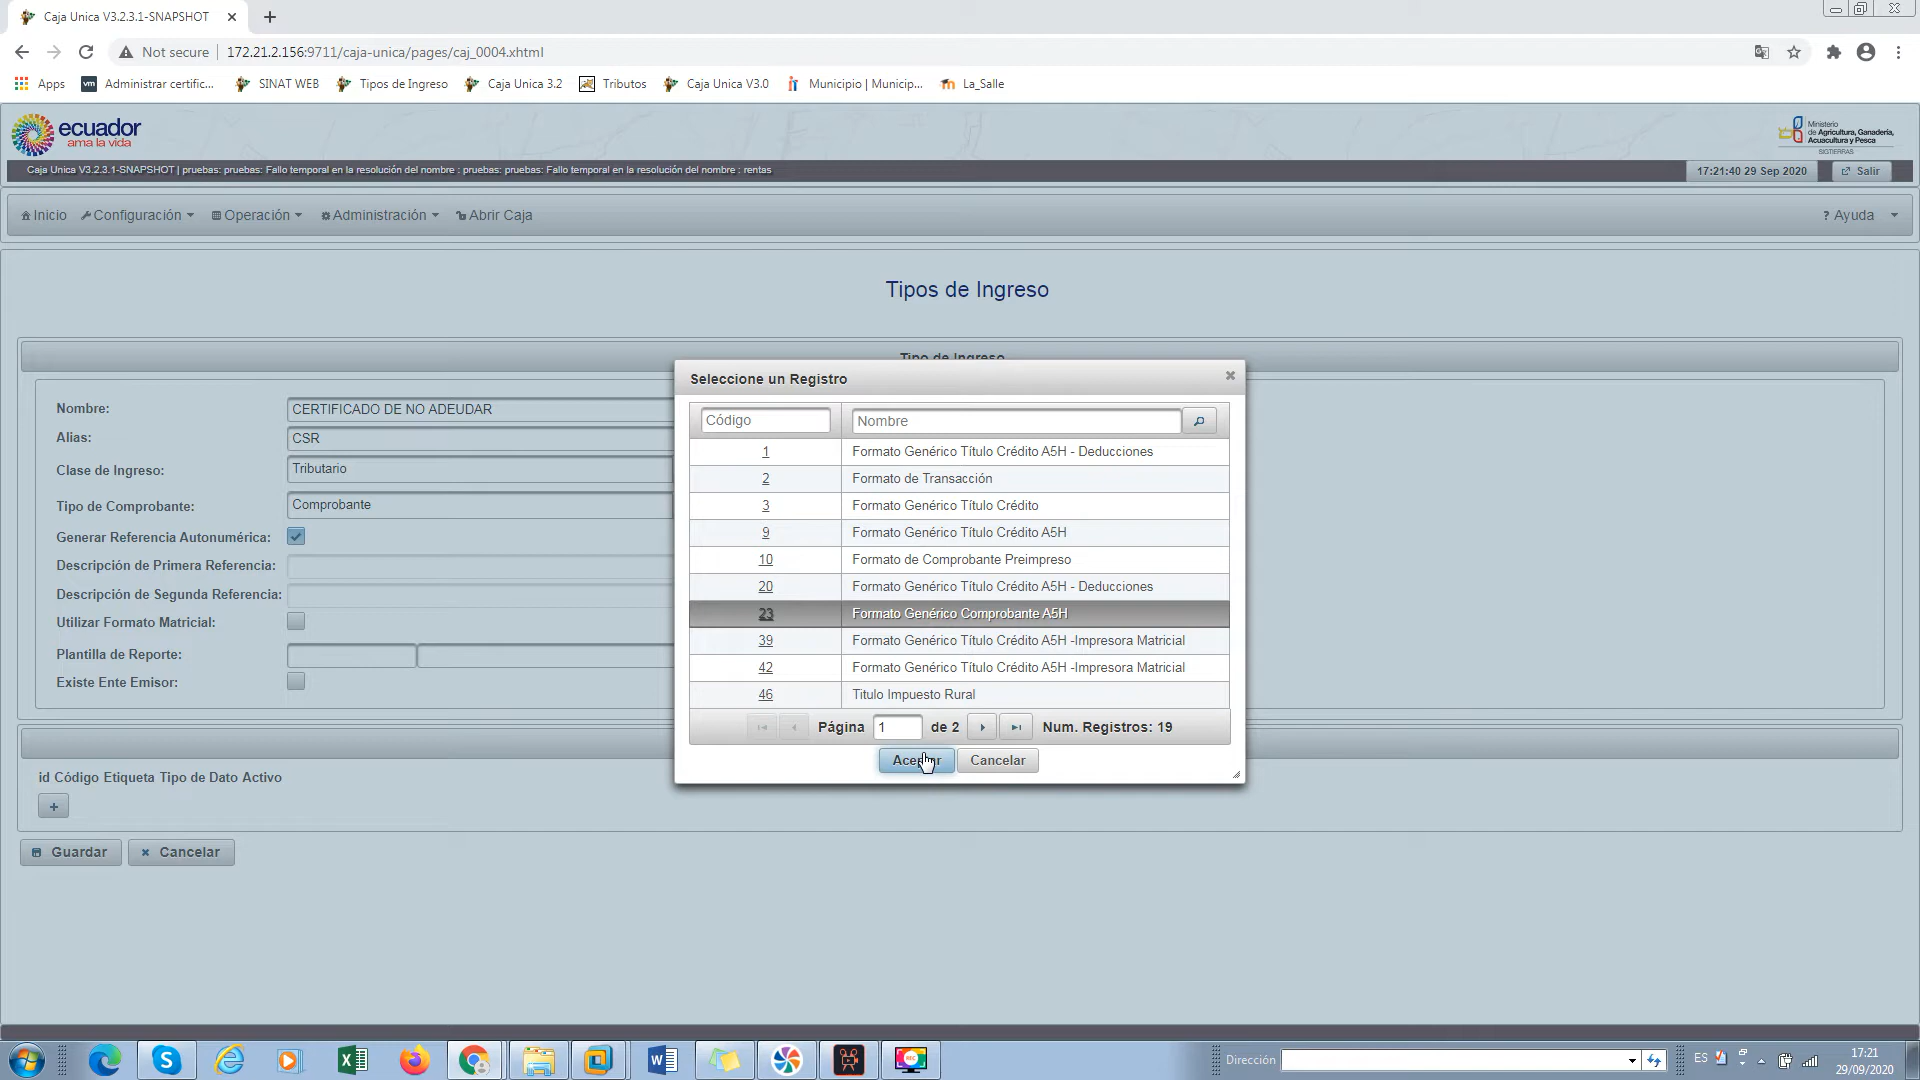 Caja Unica V3.2.3.1-SNAPSHOT
Not secure 172.21.2.156:9711/caja-unica/pages/caj_0004.xhtml
Apps Administrar certific... SINAT WEB Tipos de Ingreso Caja Unica 3.2 Tributos Caja Unica V3.0 Municipio | Municip... La_Salle
ecuador
ama la vida
Ministerio
de Agricultura, Ganadería,
Acuacultura y Pesca
SIGTIERRAS
Caja Unica V3.2.3.1-SNAPSHOT | pruebas: pruebas: Fallo temporal en la resolución del nombre : pruebas: pruebas: Fallo temporal en la resolución del nombre : rentas
17:21:40 29 Sep 2020 Salir
Inicio Configuración Operación Administración Abrir Caja ? Ayuda
Tipos de Ingreso
Tipo de Ingreso
Nombre: CERTIFICADO DE NO ADEUDAR
Alias: CSR
Clase de Ingreso: Tributario
Tipo de Comprobante: Comprobante
Generar Referencia Autonumérica:
Descripción de Primera Referencia:
Descripción de Segunda Referencia:
Utilizar Formato Matricial:
Plantilla de Reporte:
Existe Ente Emisor:
Seleccione un Registro
Código Nombre
1 Formato Genérico Título Crédito A5H - Deducciones
2 Formato de Transacción
3 Formato Genérico Título Crédito
9 Formato Genérico Título Crédito A5H
10 Formato de Comprobante Preimpreso
20 Formato Genérico Título Crédito A5H - Deducciones
23 Formato Genérico Comprobante A5H
39 Formato Genérico Título Crédito A5H -Impresora Matricial
42 Formato Genérico Título Crédito A5H -Impresora Matricial
46 Titulo Impuesto Rural
Página 1 de 2 Num. Registros: 19
Aceptar Cancelar
id Código Etiqueta Tipo de Dato Activo
+
Guardar Cancelar
Dirección ES 17:21
29/09/2020